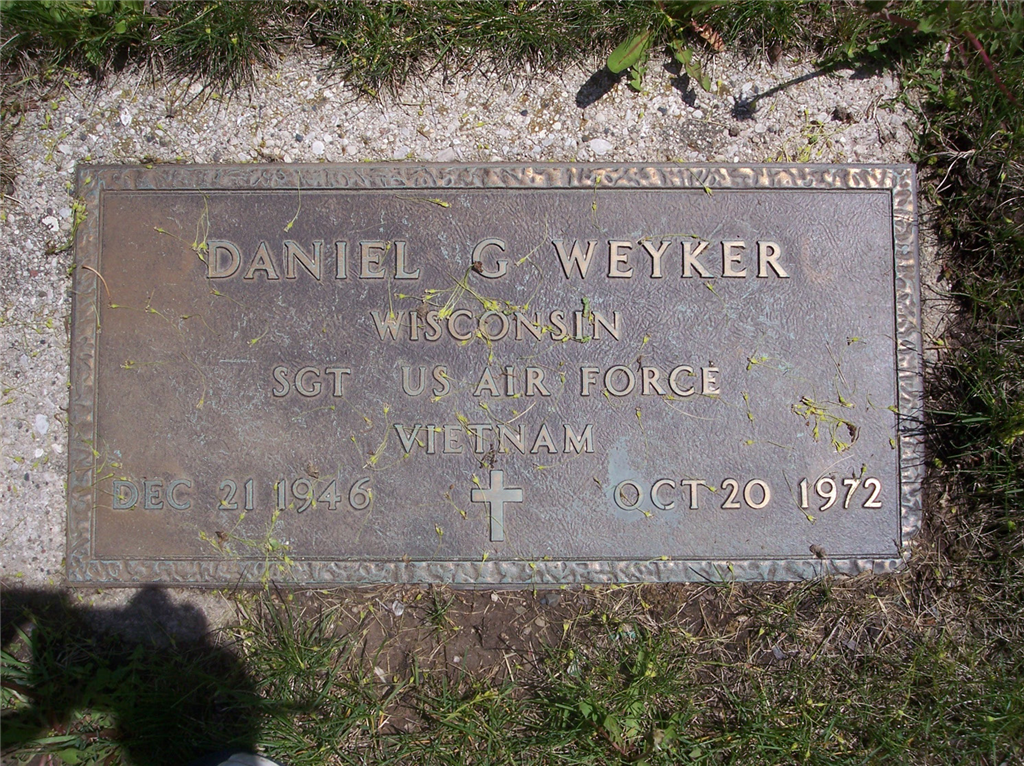 DANIEL G WEYKER
WISCONSIN
SGT US AIR FORCE
VIETNAM
DEC 21 1946 OCT 20 1972